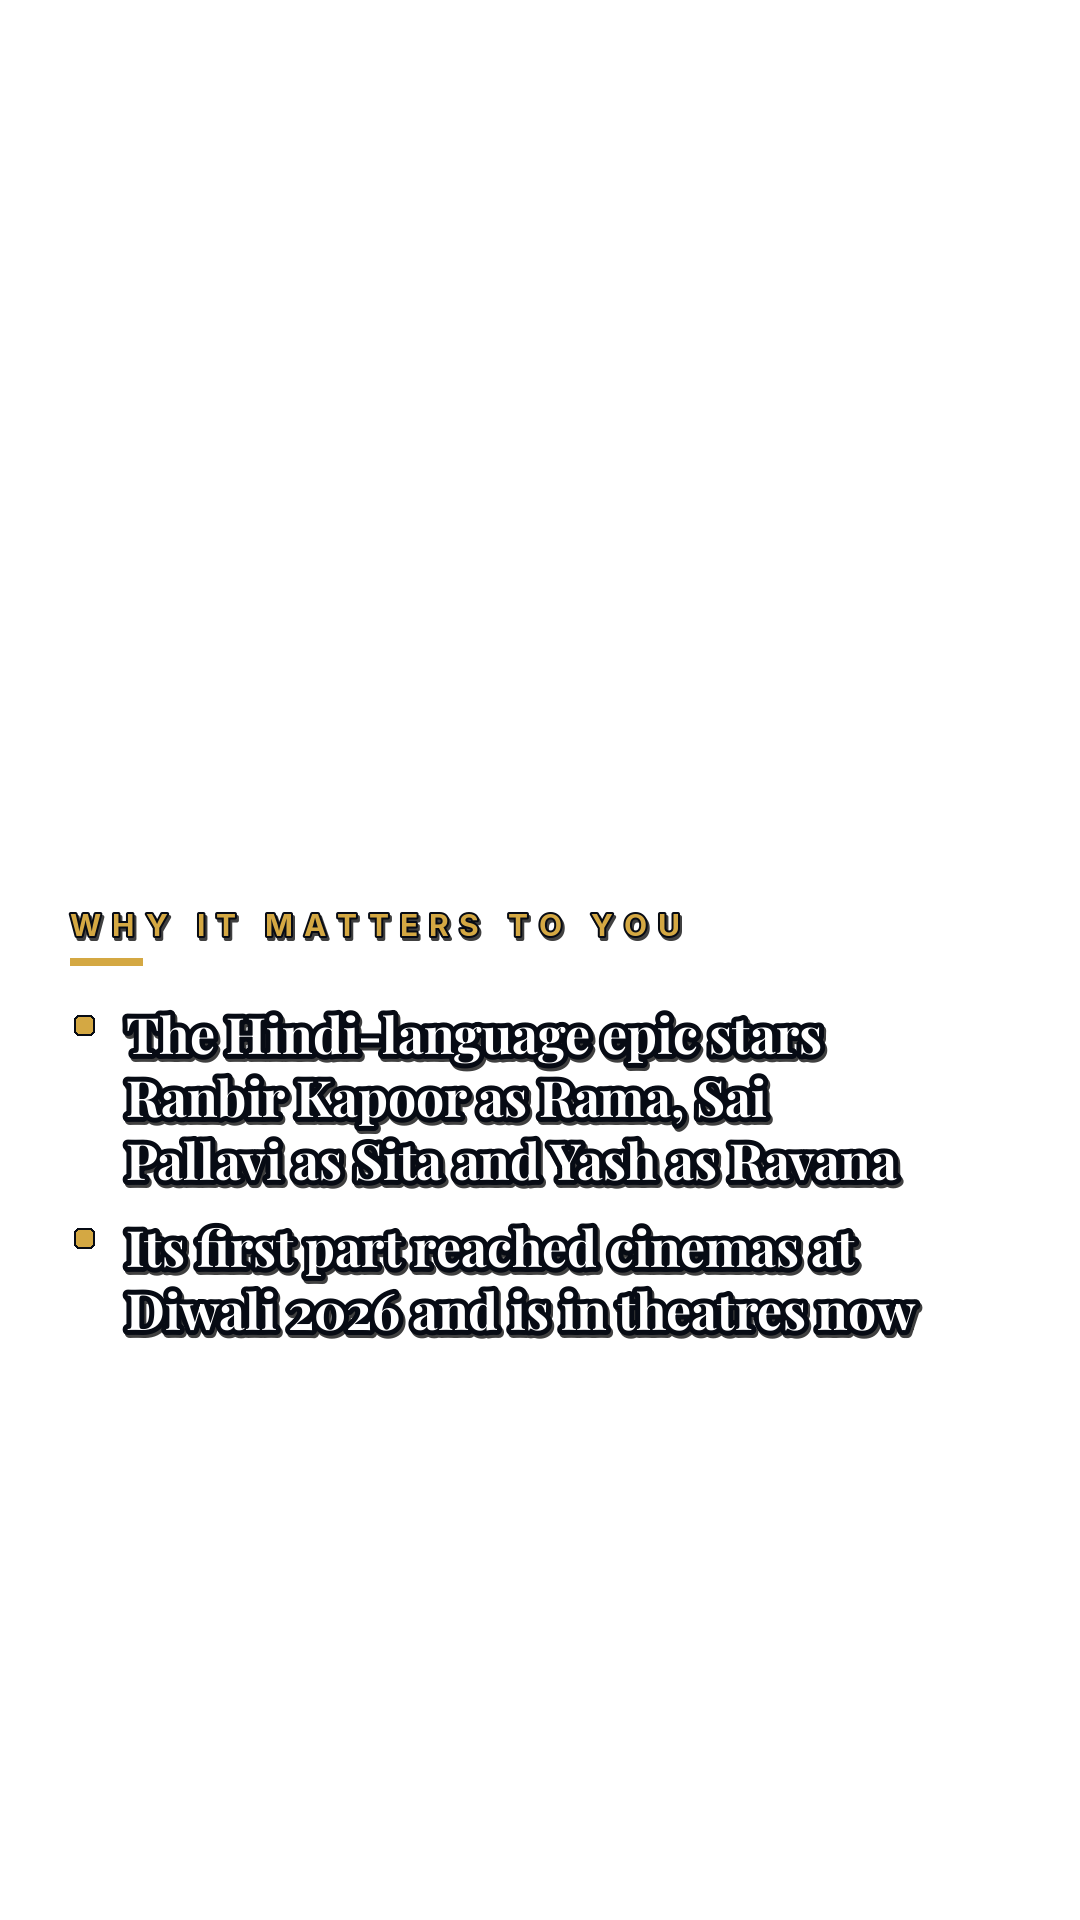 WHY IT MATTERS TO YOU
The Hindi-language epic stars
Ranbir Kapoor as Rama, Sai
Pallavi as Sita and Yash as Ravana
Its first part reached cinemas at
Diwali 2026 and is in theatres now